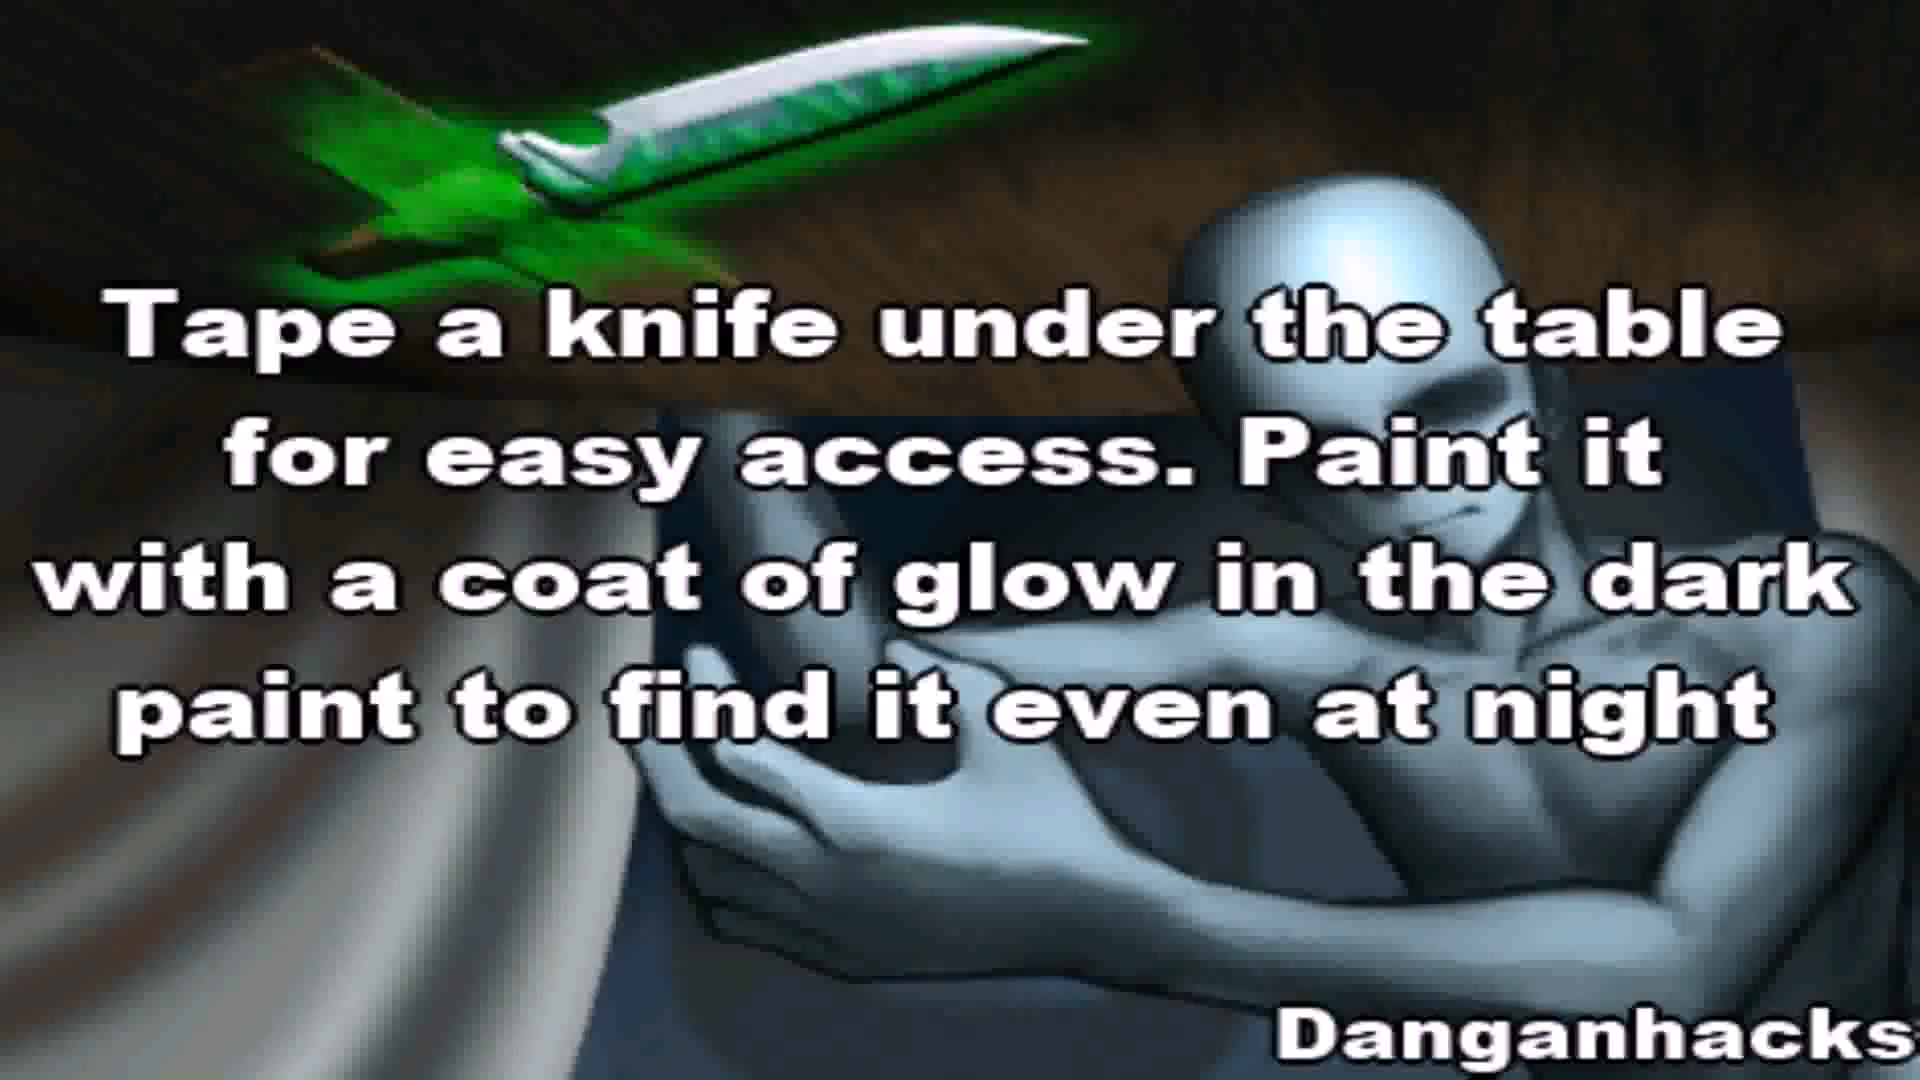 Tape a knife under the table
for easy access. Paint it
with a coat of glow in the dark
paint to find it even at night
Danganhacks